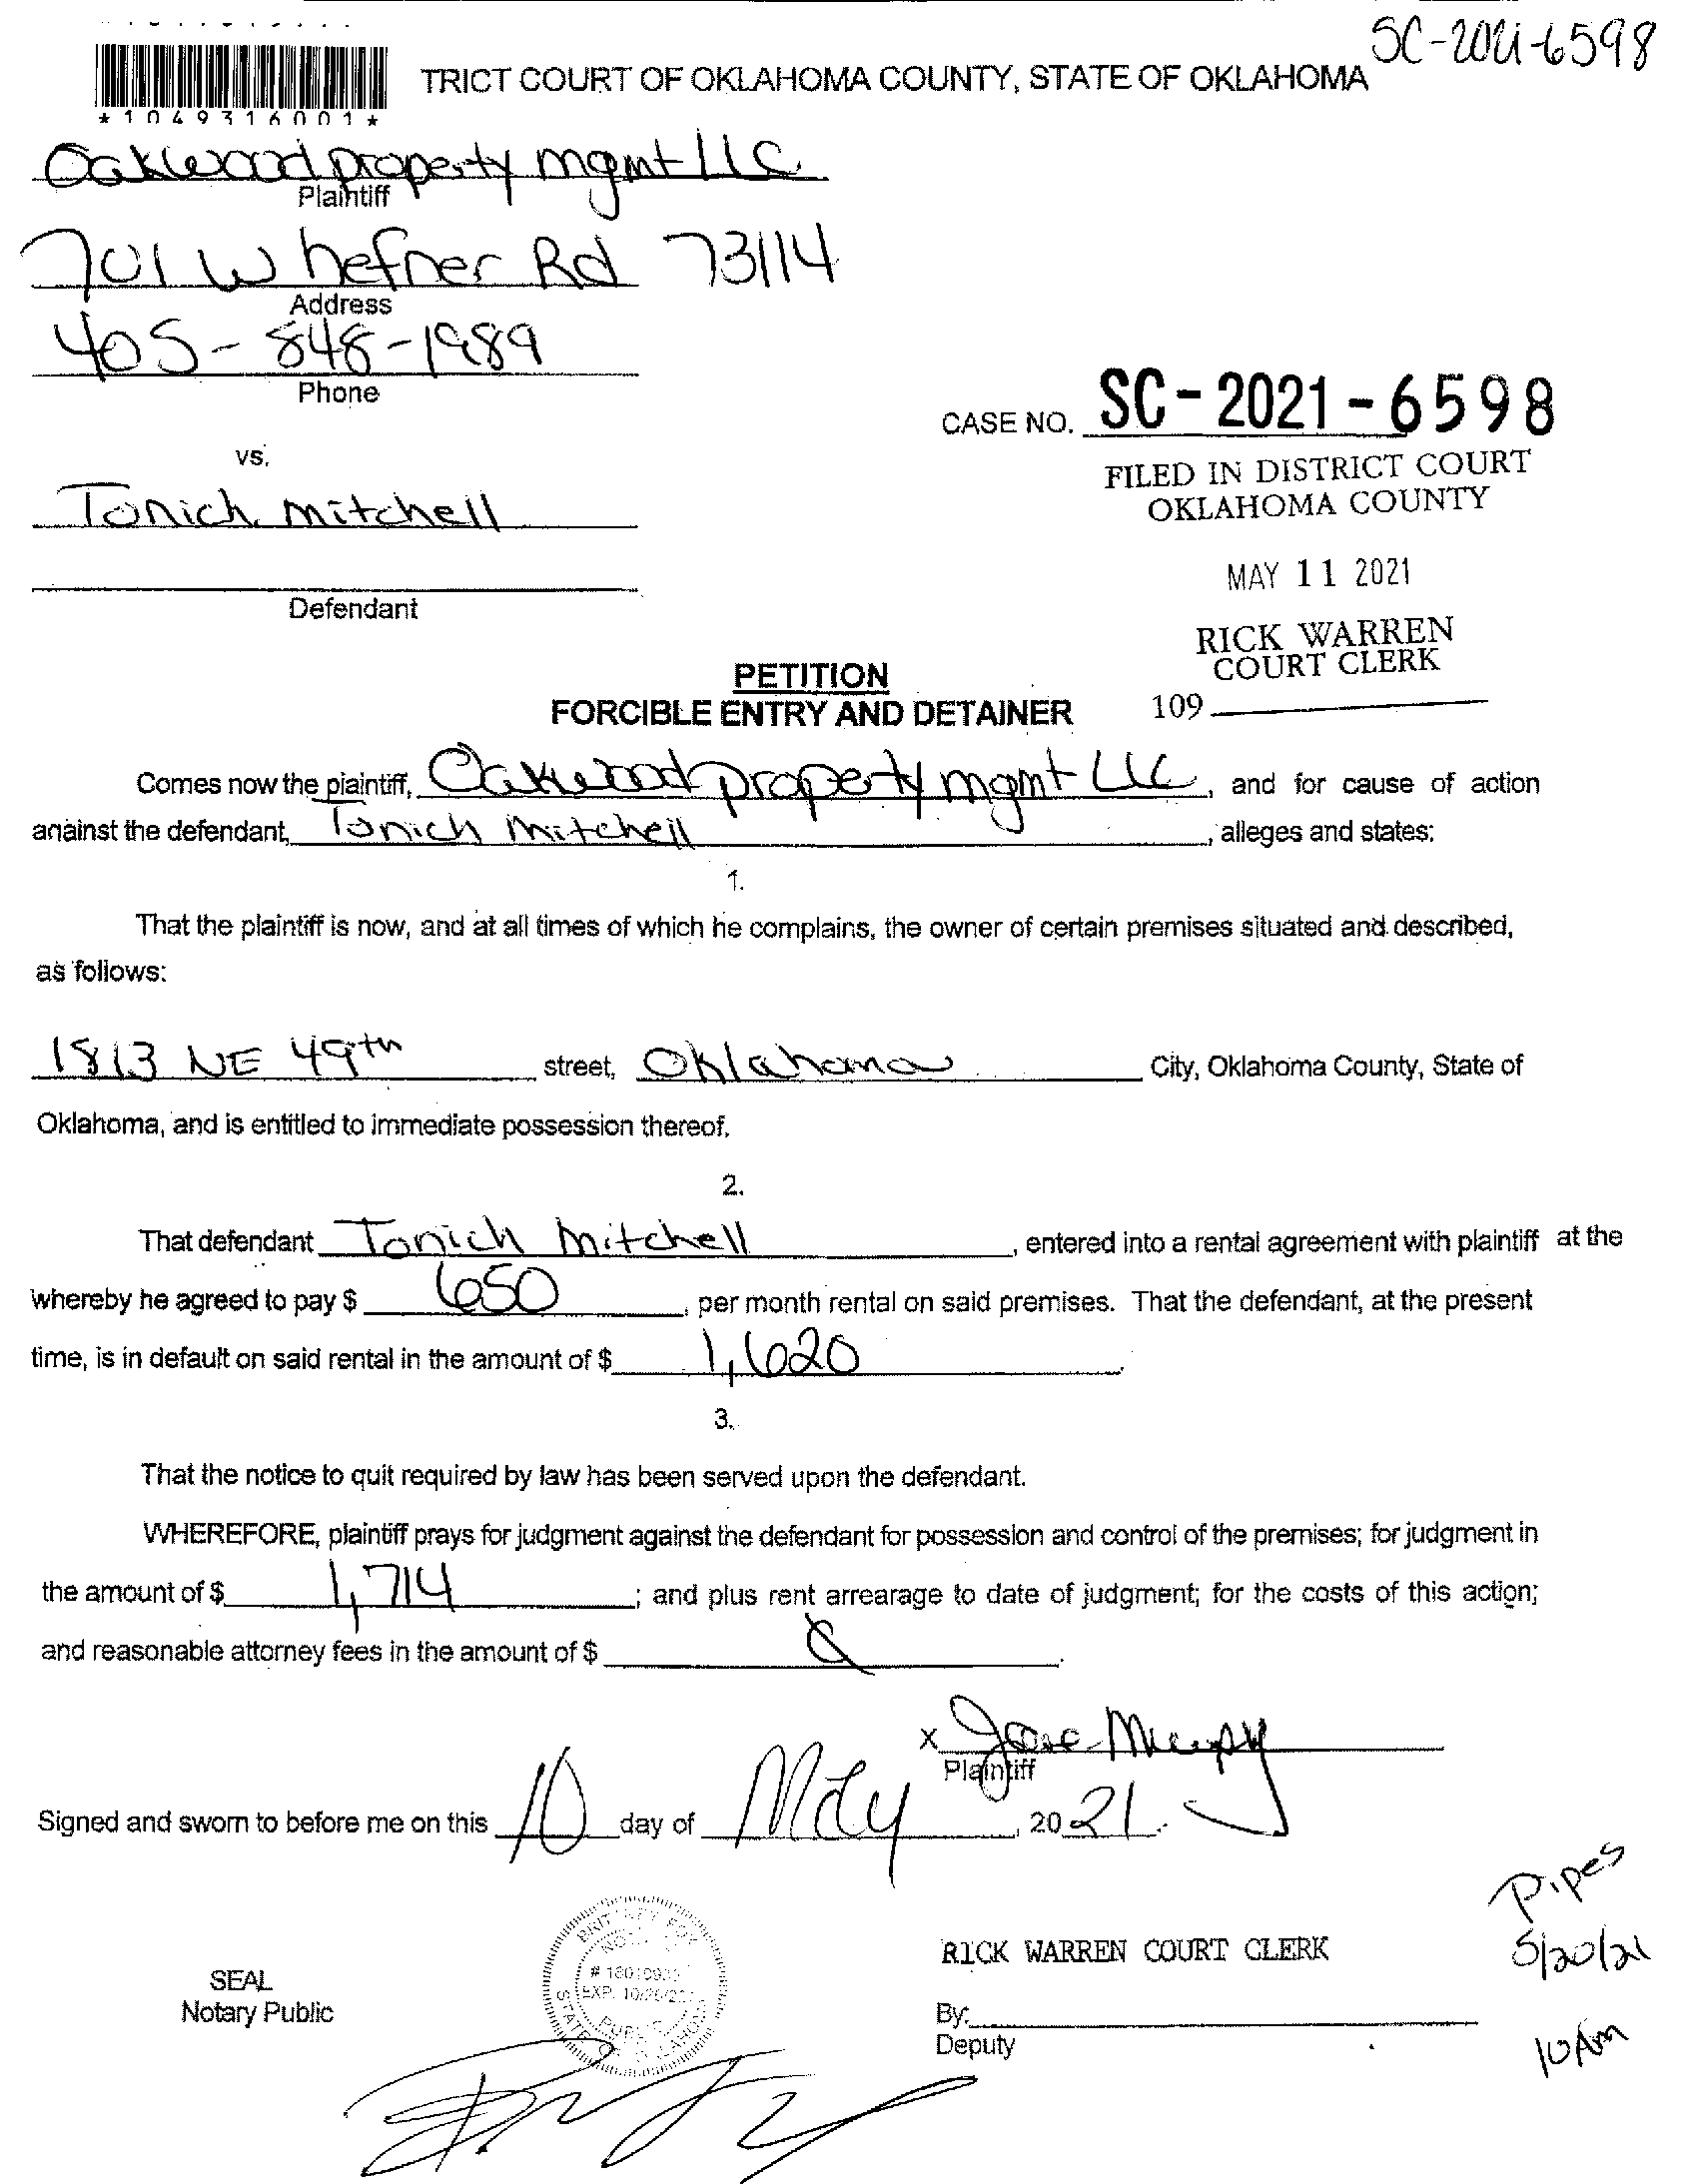 SC-2021-6598
TRICT COURT OF OKLAHOMA COUNTY, STATE OF OKLAHOMA
*1049316001*
Oakwood property mgmt LLC
Plaintiff
701 W hefner Rd 73114
Address
405-848-1989
Phone
CASE NO. SC-2021-6598
vs.
FILED IN DISTRICT COURT
OKLAHOMA COUNTY
Tonich Mitchell
MAY 11 2021
Defendant
RICK WARREN
COURT CLERK
109
PETITION
FORCIBLE ENTRY AND DETAINER
Comes now the plaintiff, Oakwood property mgmt LLC, and for cause of action
against the defendant, Tonich Mitchell, alleges and states:
1.
That the plaintiff is now, and at all times of which he complains, the owner of certain premises situated and described,
as follows:
1813 NE 49th street, Oklahoma City, Oklahoma County, State of
Oklahoma, and is entitled to immediate possession thereof.
2.
That defendant Tonich Mitchell, entered into a rental agreement with plaintiff at the
whereby he agreed to pay $ 650, per month rental on said premises. That the defendant, at the present
time, is in default on said rental in the amount of $ 1,620.
3.
That the notice to quit required by law has been served upon the defendant.
WHEREFORE, plaintiff prays for judgment against the defendant for possession and control of the premises; for judgment in
the amount of $ 1,714; and plus rent arrearage to date of judgment; for the costs of this action;
and reasonable attorney fees in the amount of $
x
Plaintiff
Signed and sworn to before me on this 10 day of May, 2021.
Pipes
5/20/21
10 Am
RICK WARREN COURT CLERK
SEAL
Notary Public
By:
Deputy